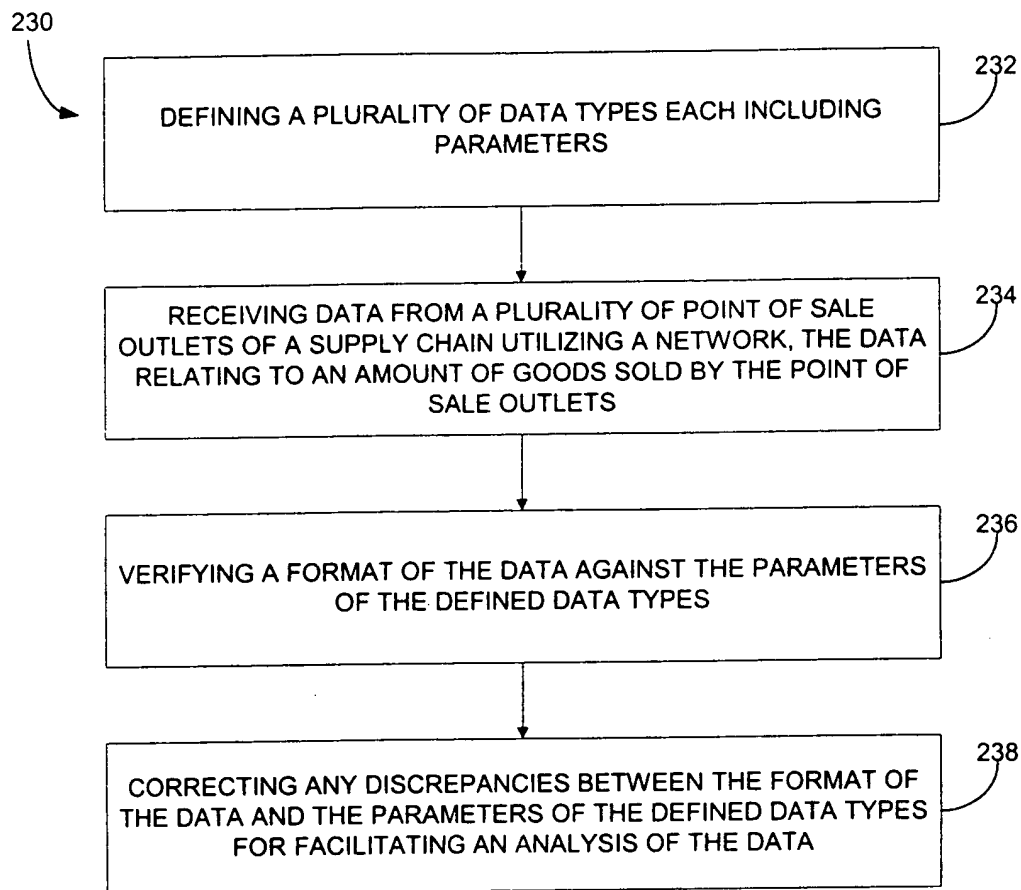 230
232
DEFINING A PLURALITY OF DATA TYPES EACH INCLUDING
PARAMETERS
234
RECEIVING DATA FROM A PLURALITY OF POINT OF SALE
OUTLETS OF A SUPPLY CHAIN UTILIZING A NETWORK, THE DATA
RELATING TO AN AMOUNT OF GOODS SOLD BY THE POINT OF
SALE OUTLETS
236
VERIFYING A FORMAT OF THE DATA AGAINST THE PARAMETERS
OF THE DEFINED DATA TYPES
238
CORRECTING ANY DISCREPANCIES BETWEEN THE FORMAT OF
THE DATA AND THE PARAMETERS OF THE DEFINED DATA TYPES
FOR FACILITATING AN ANALYSIS OF THE DATA